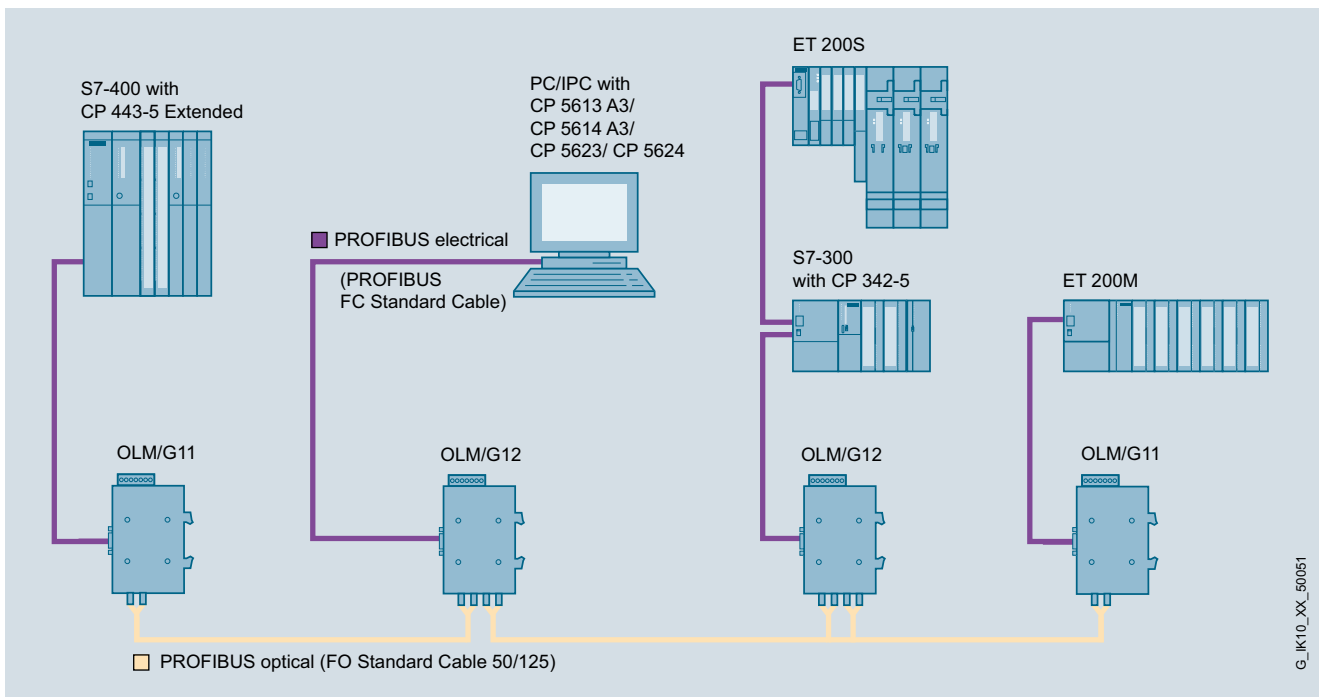 S7-400 with
CP 443-5 Extended
PC/IPC with
CP 5613 A3/
CP 5614 A3/
CP 5623/ CP 5624
ET 200S
PROFIBUS electrical
(PROFIBUS
FC Standard Cable)
S7-300
with CP 342-5
ET 200M
OLM/G11
OLM/G12
OLM/G12
OLM/G11
PROFIBUS optical (FO Standard Cable 50/125)
G_IK10_XX_50051